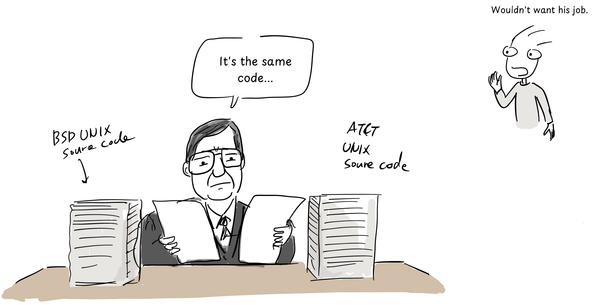 Wouldn't want his job.
It's the same
code...
BSD UNIX
soure code
AT&T
UNIX
soure code